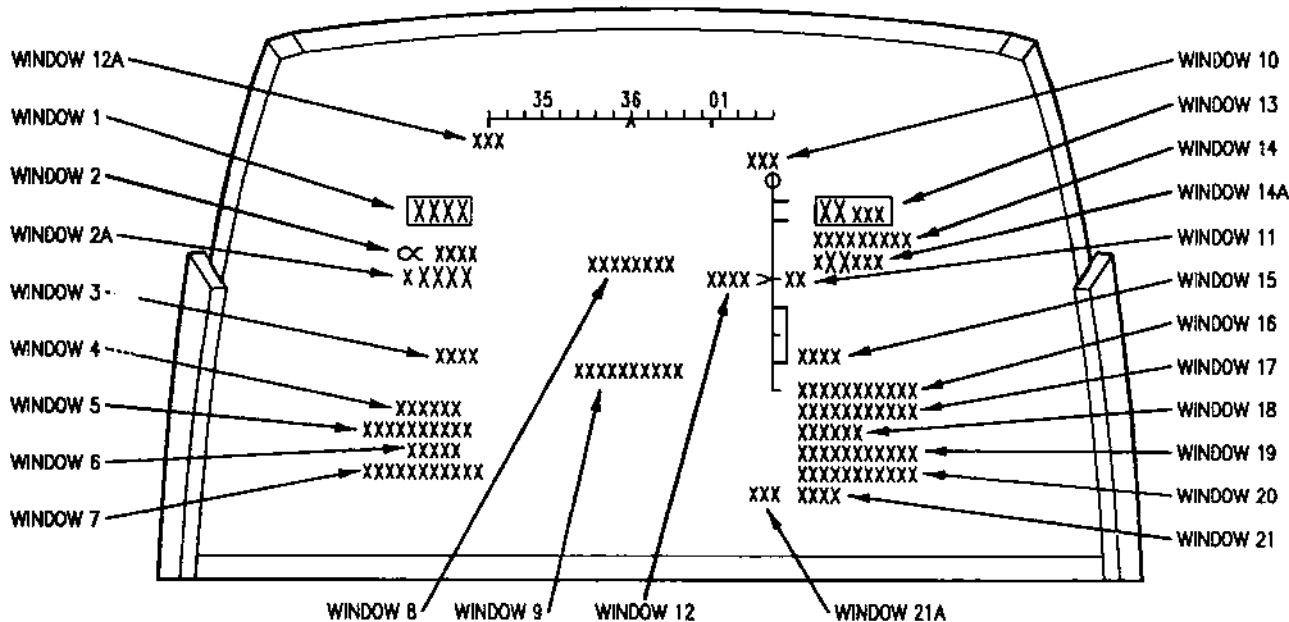 WINDOW 12A
WINDOW 1
WINDOW 2
WINDOW 2A
WINDOW 3
WINDOW 4
WINDOW 5
WINDOW 6
WINDOW 7
35 36 01
XXX
XXX
XXXX
XX XXX
∝ XXXX
XXXXXXXXX
XXXXX
XXXXXX
XXXXXXXX
XXXX > XX
XXXX
XXXX
XXXXXXXXXX
XXXXXX
XXXXXXXXXX
XXXXX
XXXXXXXXXXX
XXXXXXXXXXX
XXXXXXXXXXX
XXXXXX
XXXXXXXXXXX
XXXXXXXXXXX
XXX XXXX
WINDOW 10
WINDOW 13
WINDOW 14
WINDOW 14A
WINDOW 11
WINDOW 15
WINDOW 16
WINDOW 17
WINDOW 18
WINDOW 19
WINDOW 20
WINDOW 21
WINDOW 8 WINDOW 9 WINDOW 12 WINDOW 21A